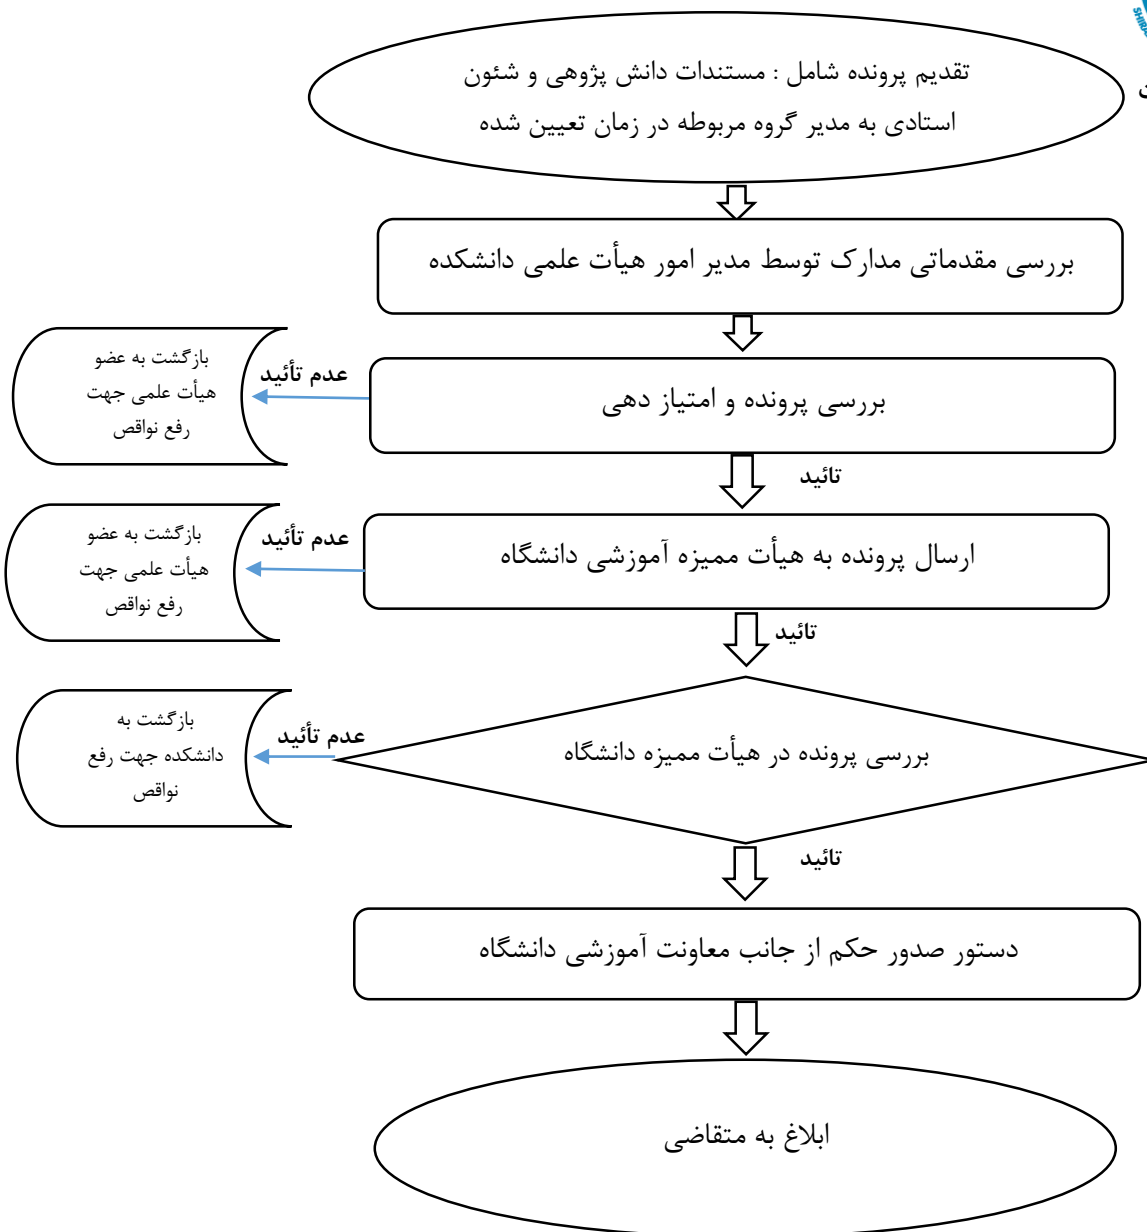 تقدیم پرونده شامل : مستندات دانش پژوهی و شئون
استادی به مدیر گروه مربوطه در زمان تعیین شده
بررسی مقدماتی مدارک توسط مدیر امور هیأت علمی دانشکده
بررسی پرونده و امتیاز دهی
عدم تأئید
بازگشت به عضو
هیأت علمی جهت
رفع نواقص
تائید
ارسال پرونده به هیأت ممیزه آموزشی دانشگاه
عدم تأئید
بازگشت به عضو
هیأت علمی جهت
رفع نواقص
تائید
بررسی پرونده در هیأت ممیزه دانشگاه
عدم تأئید
بازگشت به
دانشکده جهت رفع
نواقص
تائید
دستور صدور حکم از جانب معاونت آموزشی دانشگاه
ابلاغ به متقاضی